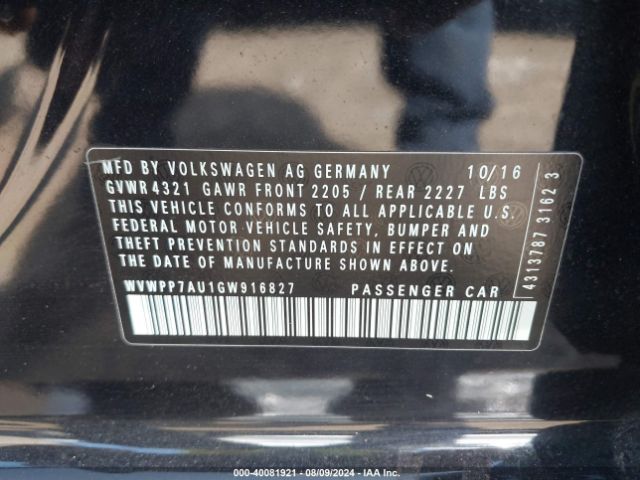 MFD BY VOLKSWAGEN AG GERMANY 10/16
GVWR 4321 GAWR FRONT 2205 / REAR 2227 LBS
THIS VEHICLE CONFORMS TO ALL APPLICABLE U.S.
FEDERAL MOTOR VEHICLE SAFETY, BUMPER AND
THEFT PREVENTION STANDARDS IN EFFECT ON
THE DATE OF MANUFACTURE SHOWN ABOVE.
WVWPP7AU1GW916827 PASSENGER CAR
4313787 3162 3
000-40081921 - 08/09/2024 - IAA Inc.